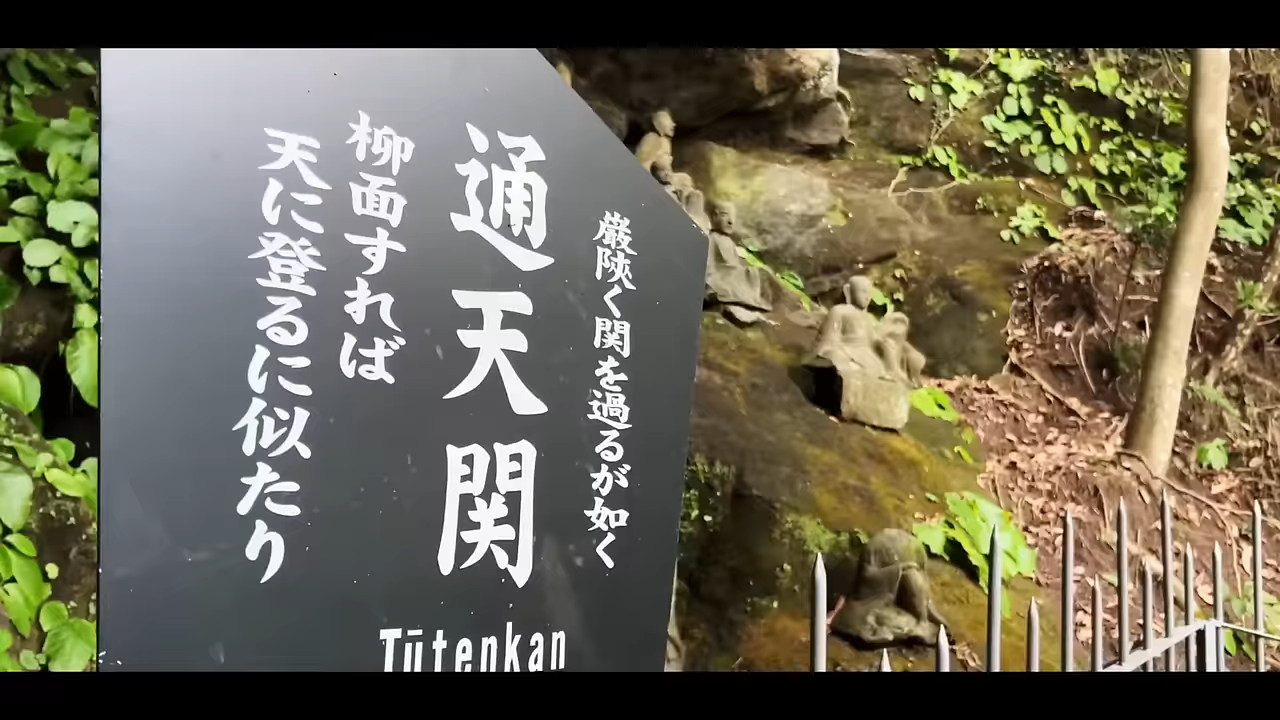 巌陝く関を過るが如く
通天関
柳面すれば
天に登るに似たり
Tūtenkan